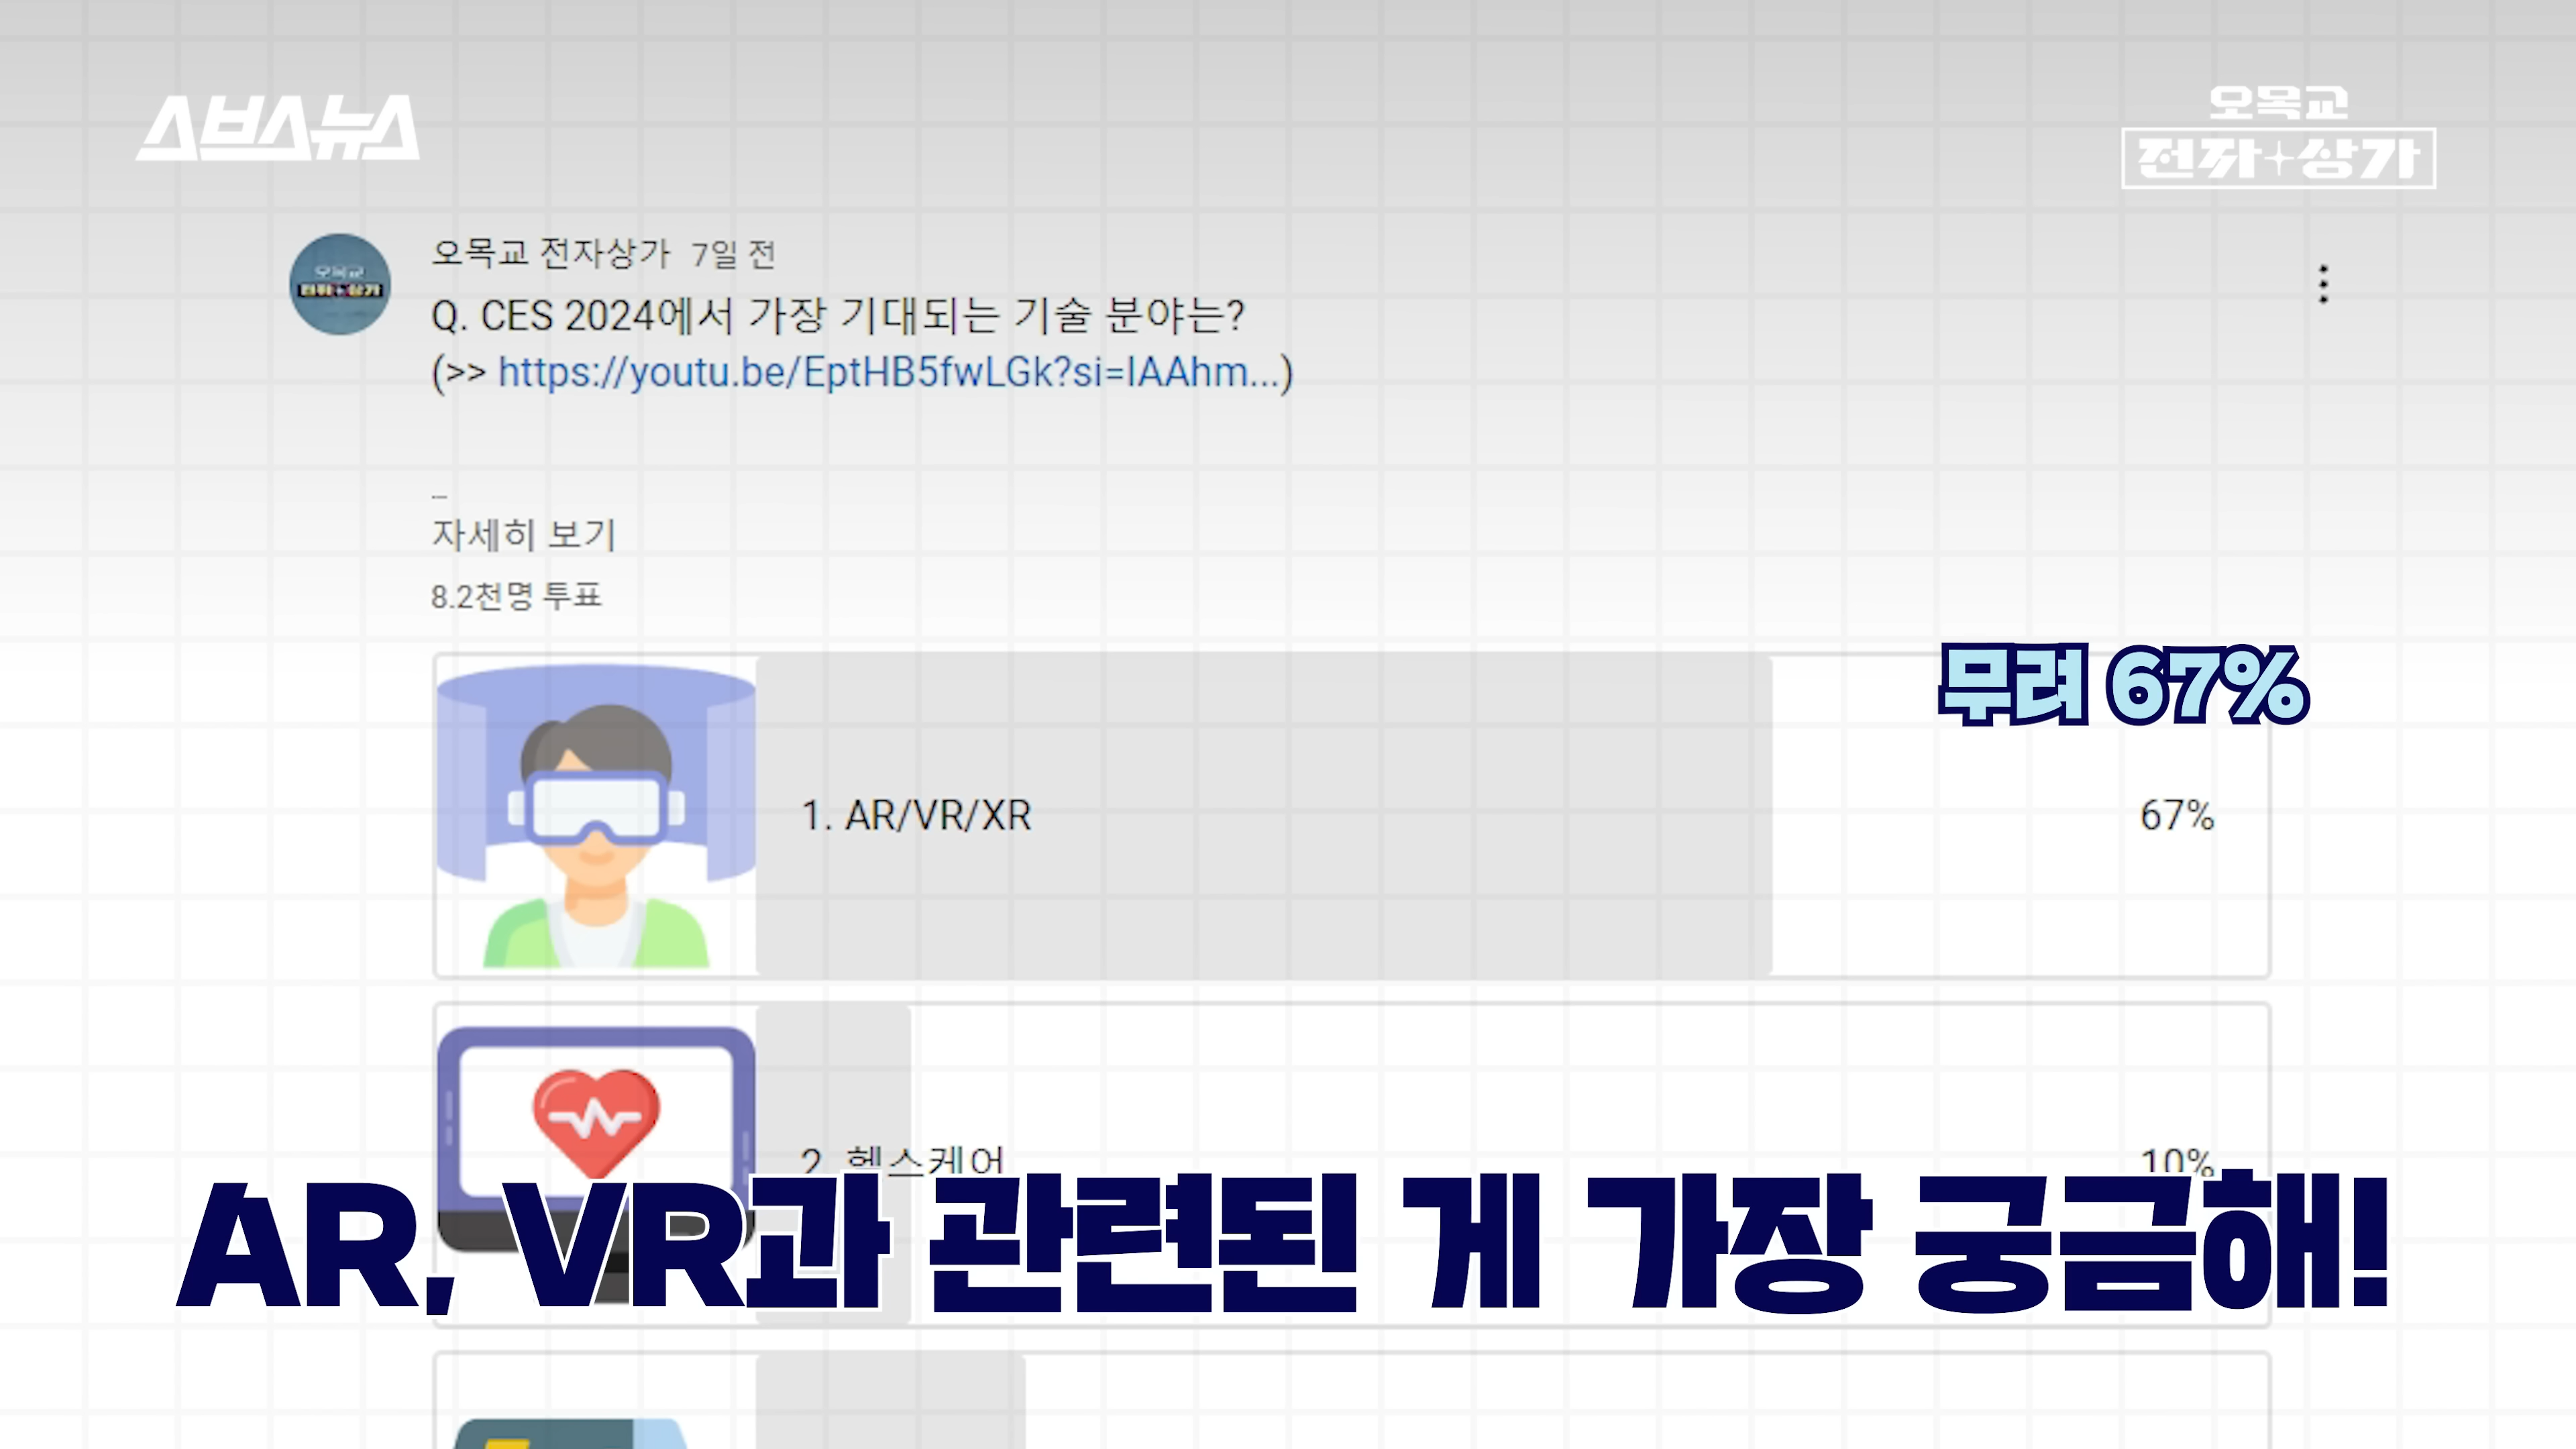 스브스뉴스
오목교
전자상가
오목교 전자상가 7일 전
Q. CES 2024에서 가장 기대되는 기술 분야는?
(>> https://youtu.be/EptHB5fwLGk?si=IAAhm...)
–
자세히 보기
8.2천명 투표
무려 67%
1. AR/VR/XR 67%
2. 헬스케어 10%
AR, VR과 관련된 게 가장 궁금해!